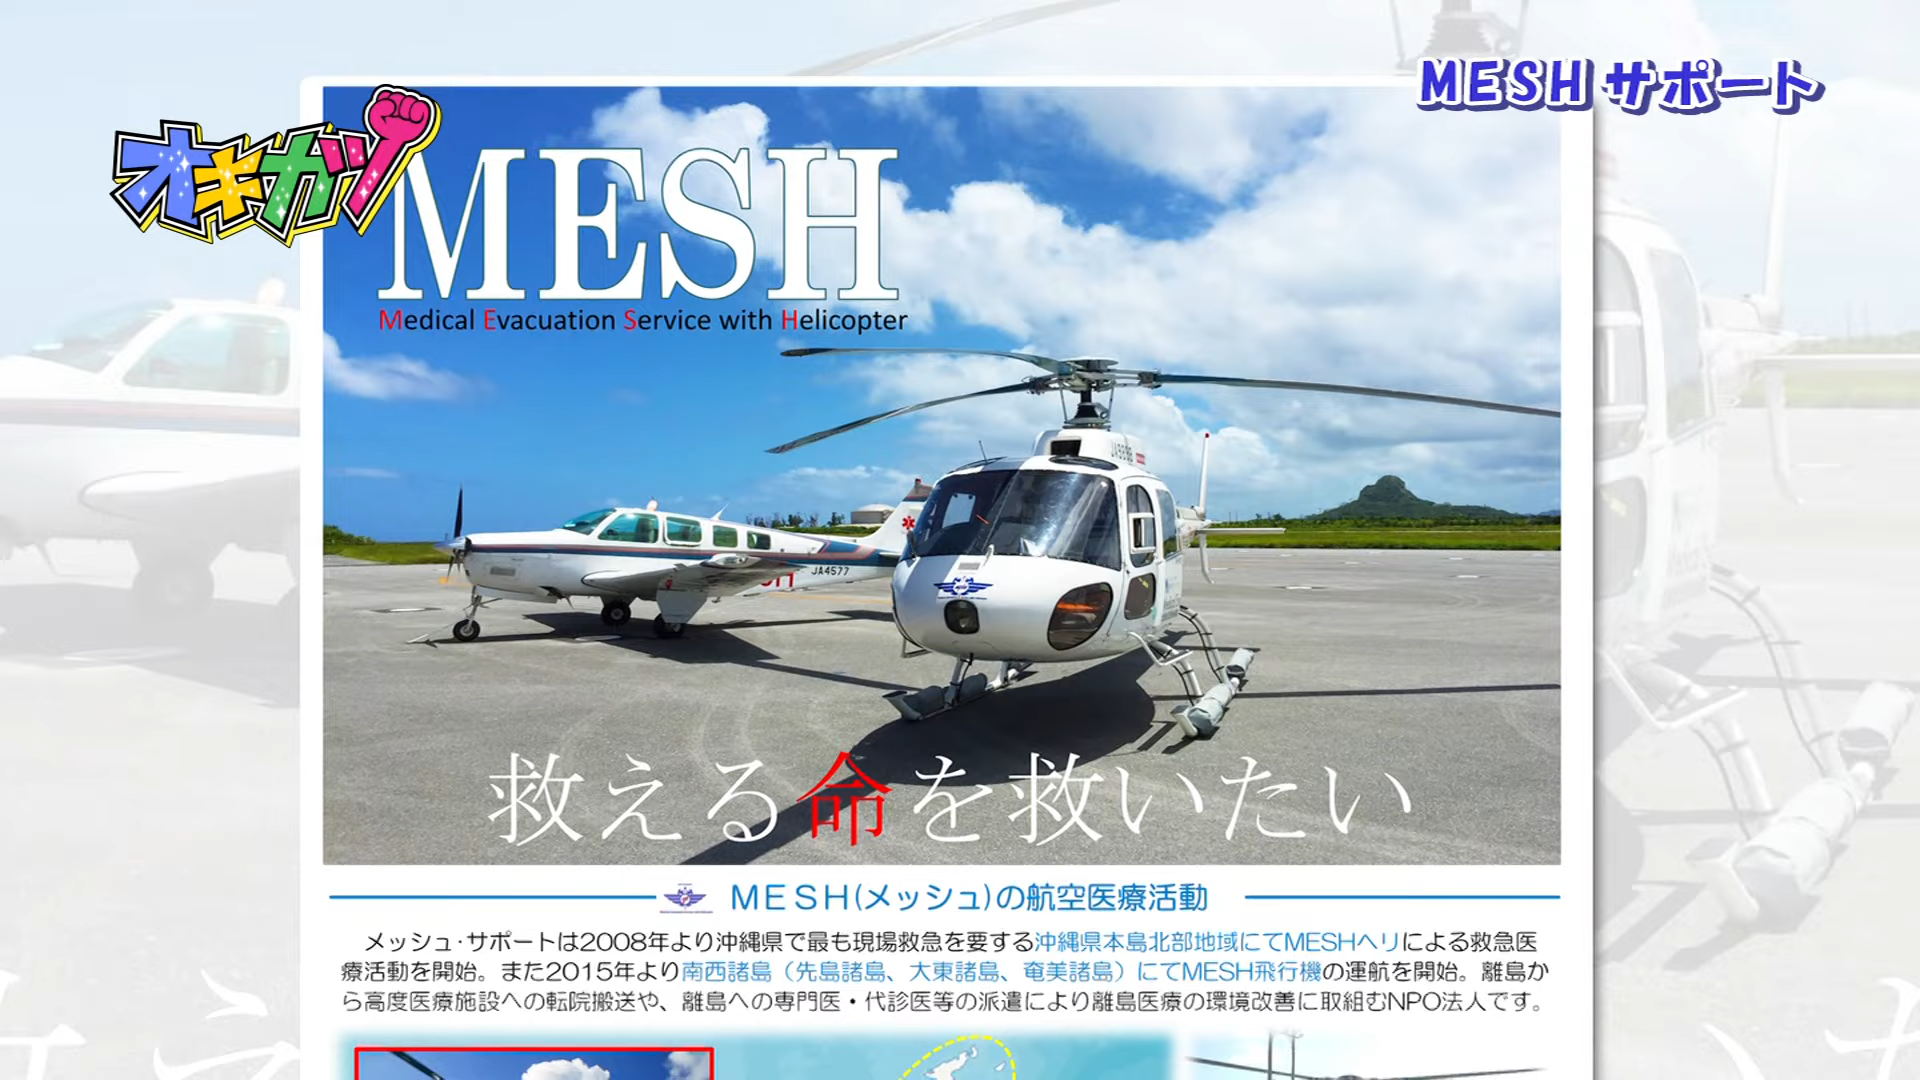 MESHサポート
オキカツ
MESH
Medical Evacuation Service with Helicopter
JA4577
救える命を救いたい
MESH(メッシュ)の航空医療活動
メッシュ・サポートは2008年より沖縄県で最も現場救急を要する沖縄県本島北部地域にてMESHヘリによる救急医
療活動を開始。また2015年より南西諸島（先島諸島、大東諸島、奄美諸島）にてMESH飛行機の運航を開始。離島か
ら高度医療施設への転院搬送や、離島への専門医・代診医等の派遣により離島医療の環境改善に取組むNPO法人です。